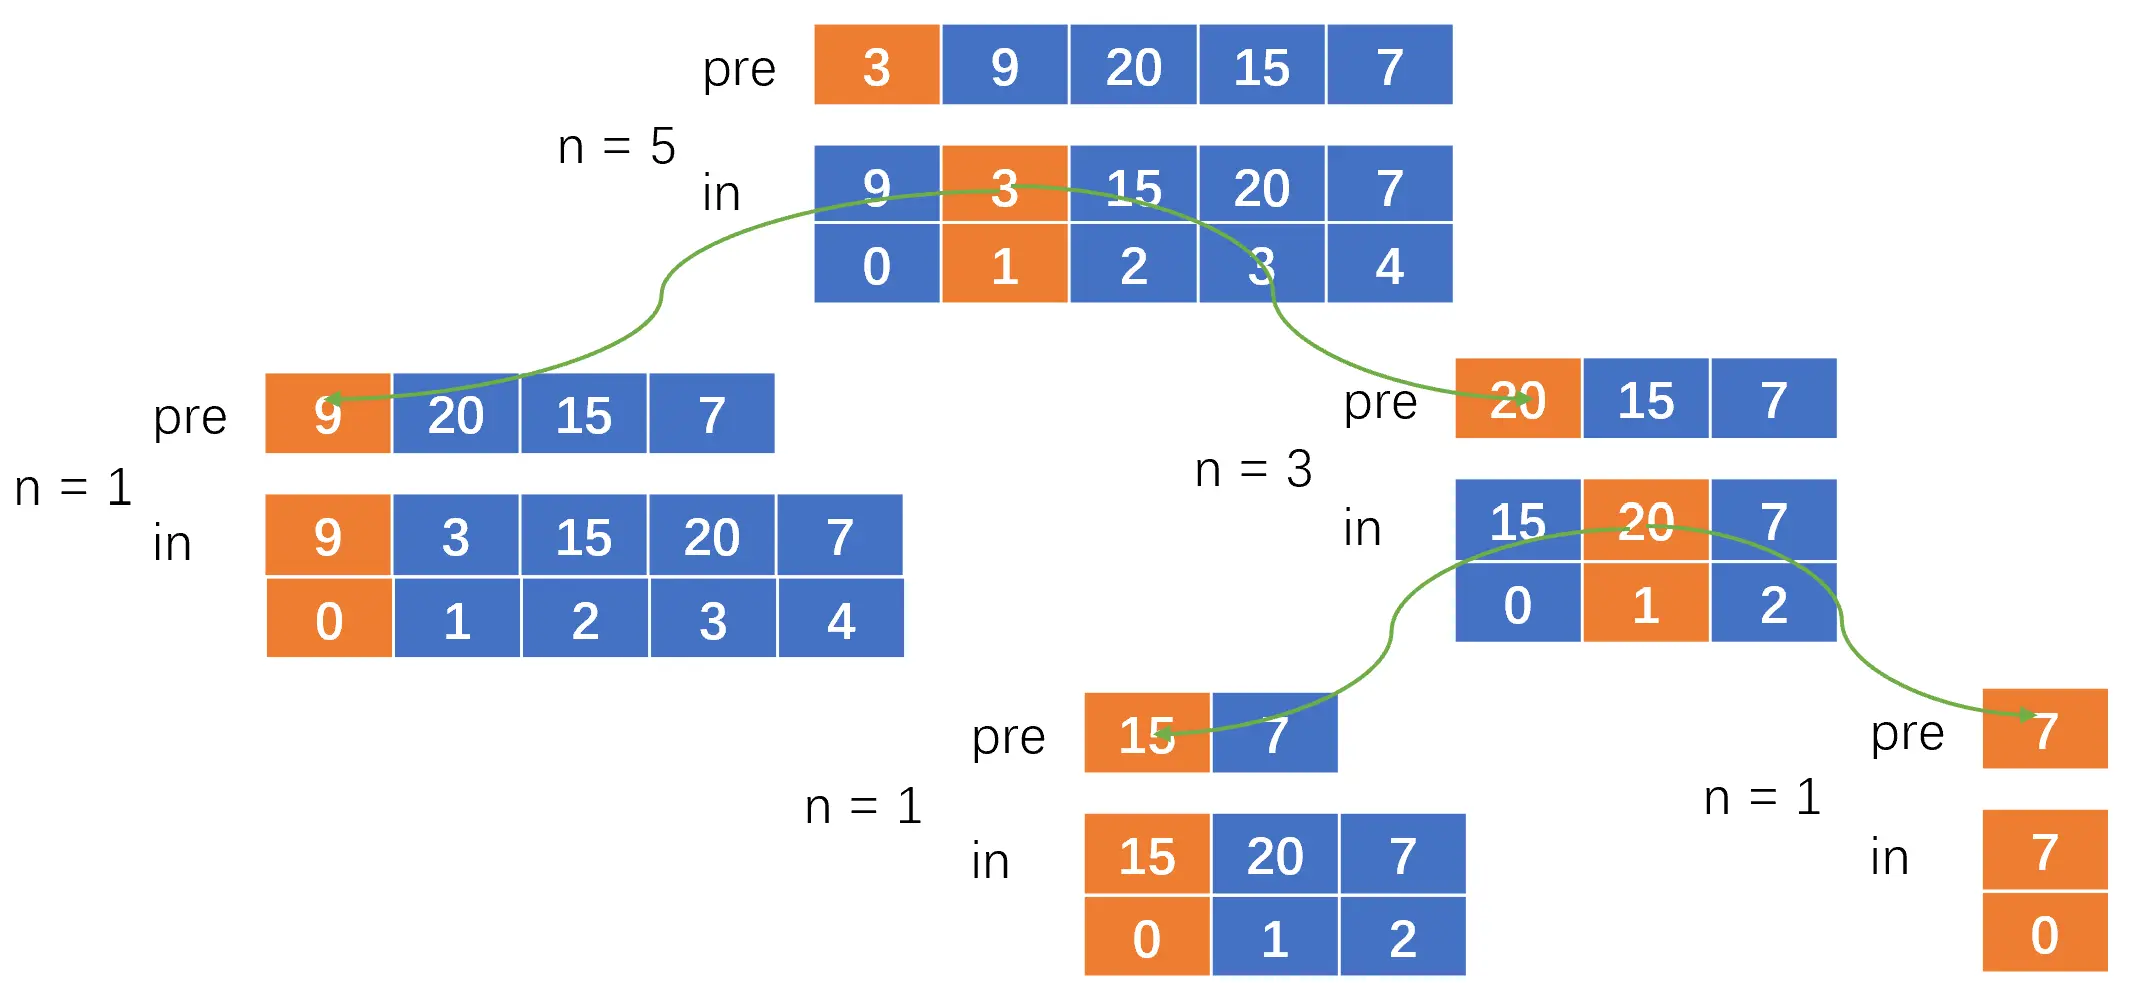 pre 3 9 20 15 7
n = 5
in 9 3 15 20 7
0 1 2 3 4
pre 9 20 15 7
n = 1
in 9 3 15 20 7
0 1 2 3 4
pre 20 15 7
n = 3
in 15 20 7
0 1 2
pre 15 7
n = 1
in 15 20 7
0 1 2
pre 7
n = 1
in 7
0